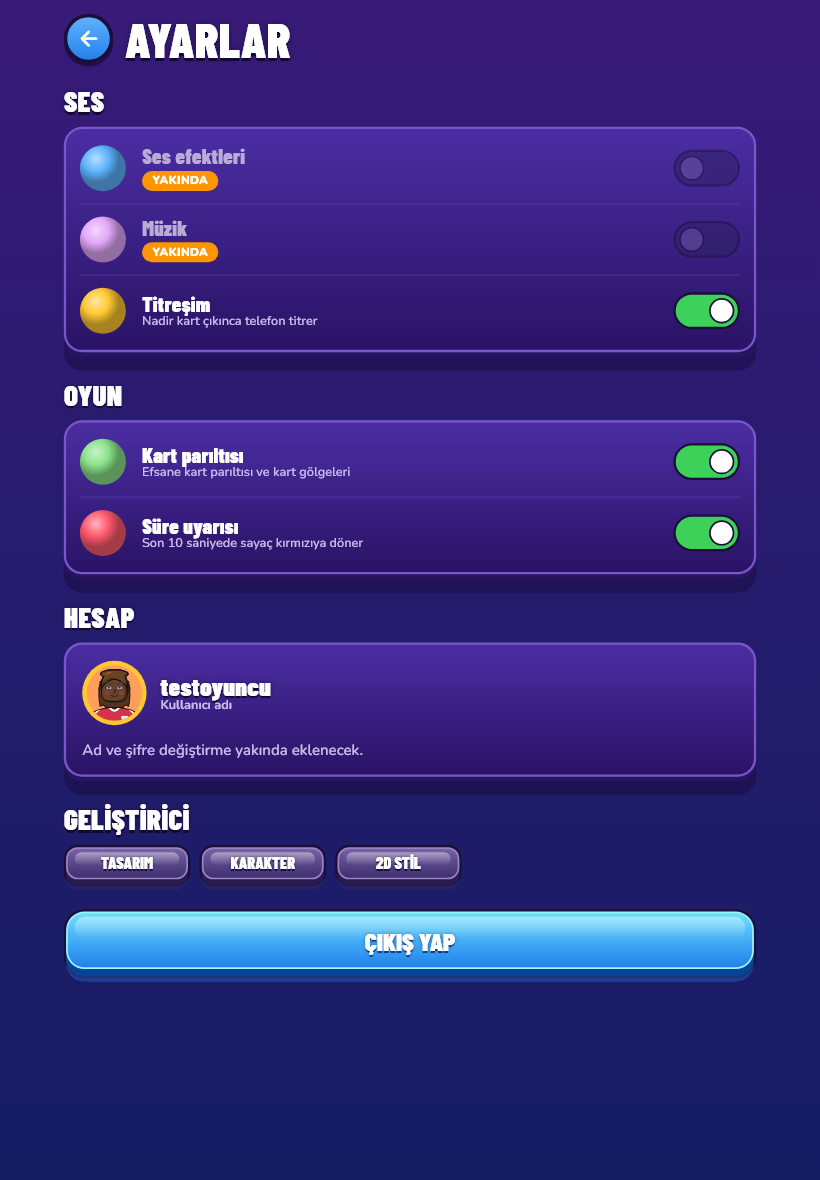 AYARLAR
SES
Ses efektleri
YAKINDA
Müzik
YAKINDA
Titreşim
Nadir kart çıkınca telefon titrer
OYUN
Kart parıltısı
Efsane kart parıltısı ve kart gölgeleri
Süre uyarısı
Son 10 saniyede sayaç kırmızıya döner
HESAP
testoyuncu
Kullanıcı adı
Ad ve şifre değiştirme yakında eklenecek.
GELİŞTİRİCİ
TASARIM
KARAKTER
2D STİL
ÇIKIŞ YAP